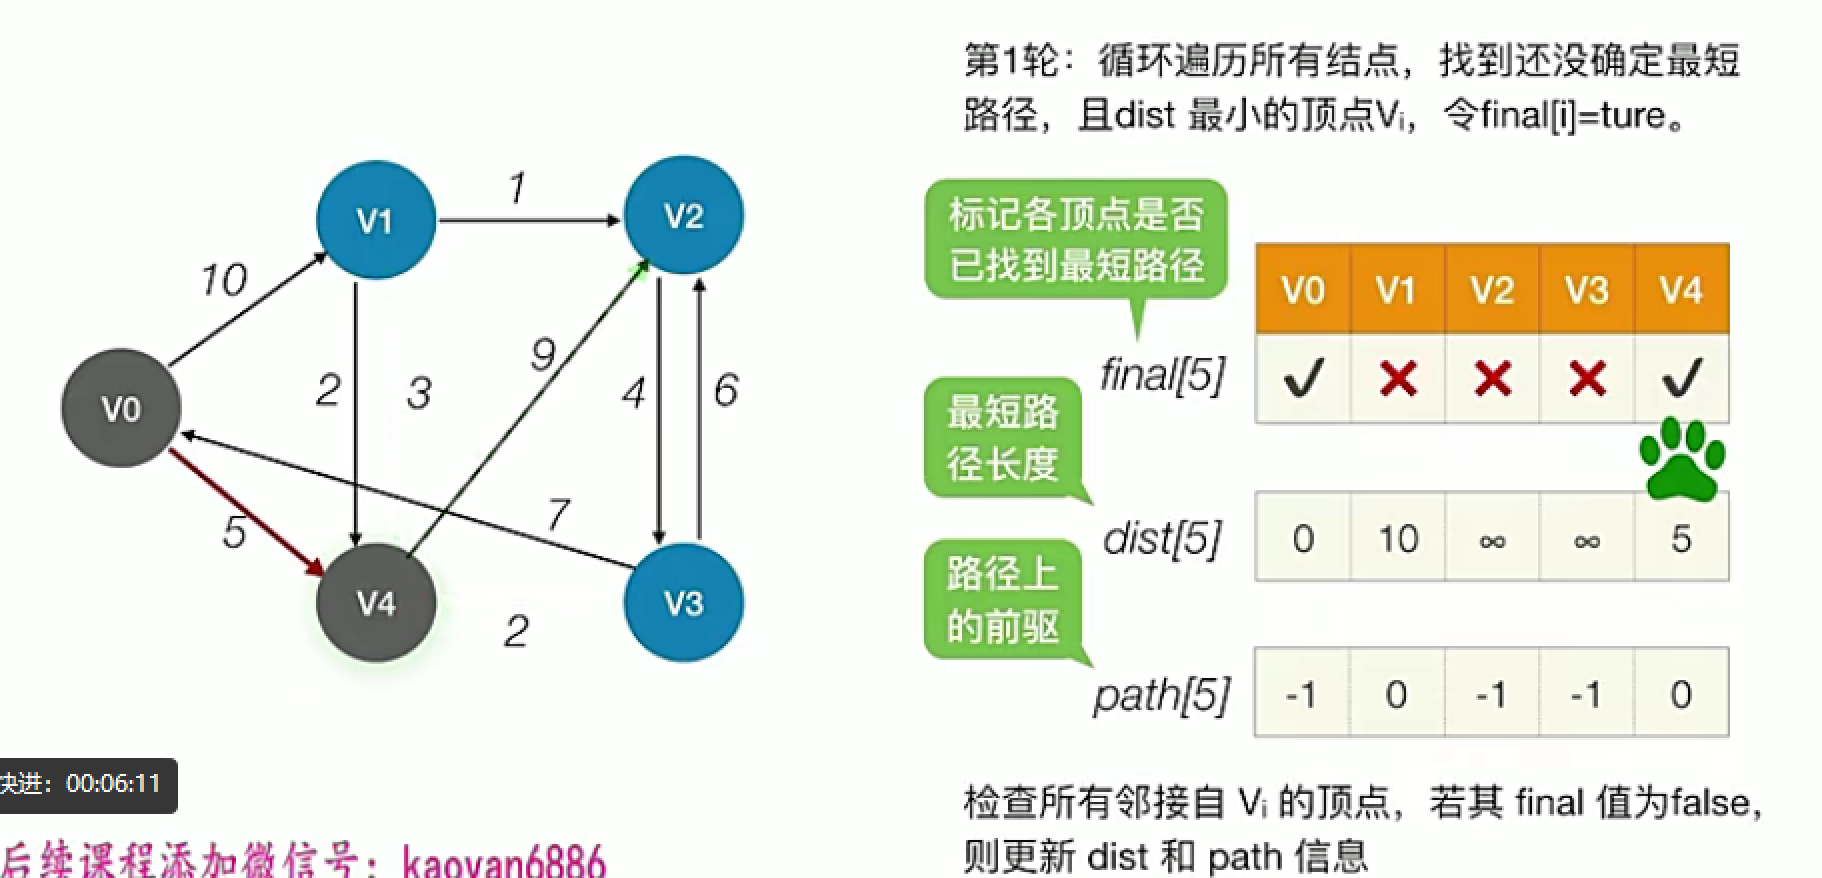 第1轮：循环遍历所有结点，找到还没确定最短
路径，且dist 最小的顶点Vᵢ，令final[i]=ture。
V1
1
V2
10
2
3
9
4
6
V0
5
7
V4
V3
2
标记各顶点是否
已找到最短路径
V0 V1 V2 V3 V4
final[5] ✓ ✕ ✕ ✕ ✓
最短路
径长度
dist[5] 0 10 ∞ ∞ 5
路径上
的前驱
path[5] -1 0 -1 -1 0
快进：00:06:11
检查所有邻接自 Vᵢ 的顶点，若其 final 值为false，
则更新 dist 和 path 信息
后续课程添加微信号：kaoyan6886